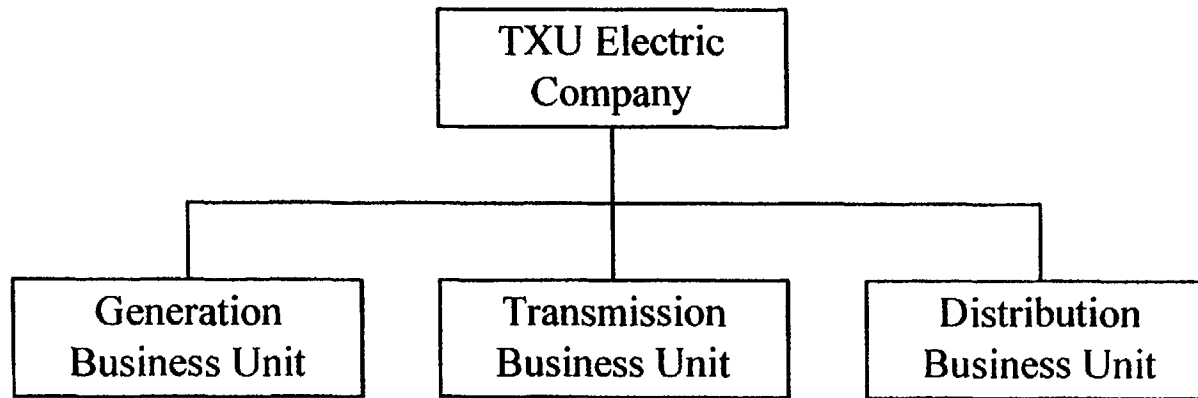 TXU Electric
Company
Generation
Business Unit
Transmission
Business Unit
Distribution
Business Unit